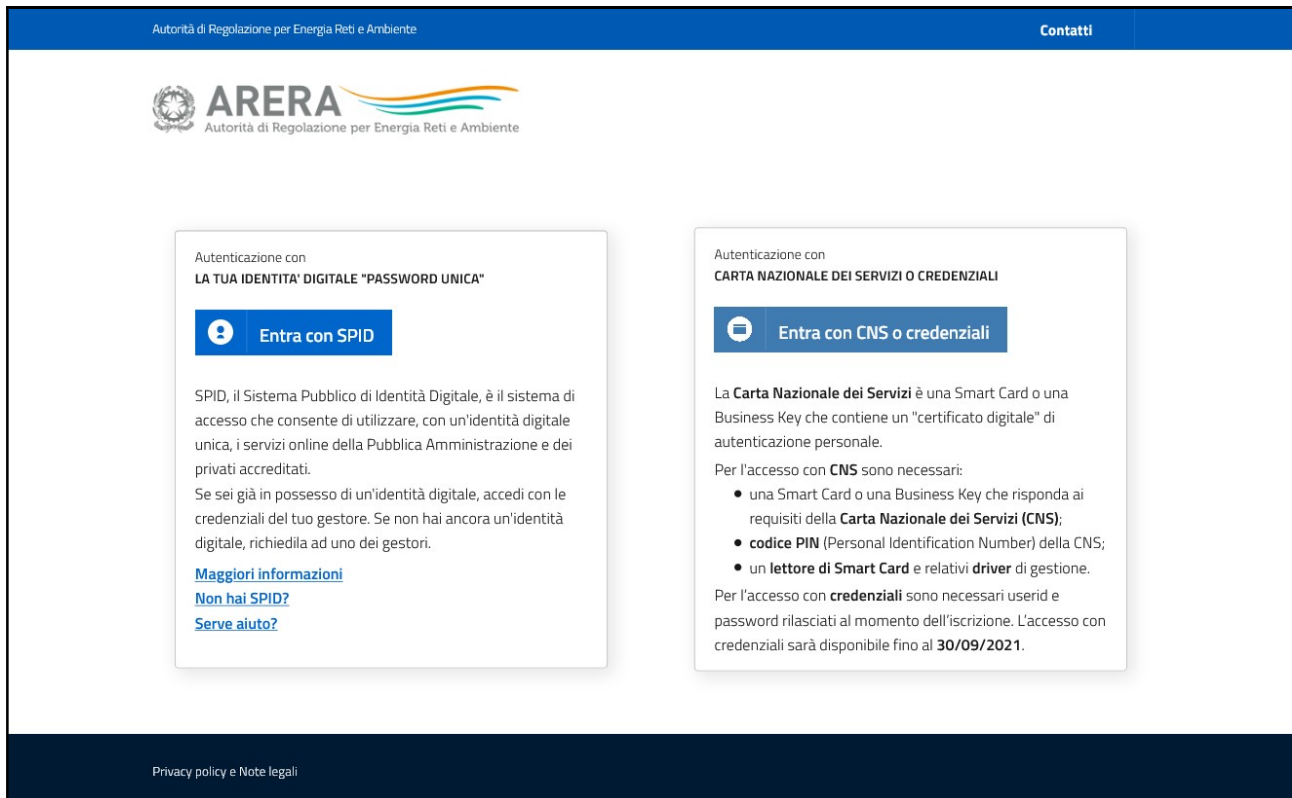 Autorità di Regolazione per Energia Reti e Ambiente
Contatti
ARERA
Autorità di Regolazione per Energia Reti e Ambiente
Autenticazione con
LA TUA IDENTITA' DIGITALE "PASSWORD UNICA"
Entra con SPID
SPID, il Sistema Pubblico di Identità Digitale, è il sistema di
accesso che consente di utilizzare, con un'identità digitale
unica, i servizi online della Pubblica Amministrazione e dei
privati accreditati.
Se sei già in possesso di un'identità digitale, accedi con le
credenziali del tuo gestore. Se non hai ancora un'identità
digitale, richiedila ad uno dei gestori.
Maggiori informazioni
Non hai SPID?
Serve aiuto?
Autenticazione con
CARTA NAZIONALE DEI SERVIZI O CREDENZIALI
Entra con CNS o credenziali
La Carta Nazionale dei Servizi è una Smart Card o una
Business Key che contiene un "certificato digitale" di
autenticazione personale.
Per l'accesso con CNS sono necessari:
• una Smart Card o una Business Key che risponda ai
requisiti della Carta Nazionale dei Servizi (CNS);
• codice PIN (Personal Identification Number) della CNS;
• un lettore di Smart Card e relativi driver di gestione.
Per l’accesso con credenziali sono necessari userid e
password rilasciati al momento dell’iscrizione. L’accesso con
credenziali sarà disponibile fino al 30/09/2021.
Privacy policy e Note legali